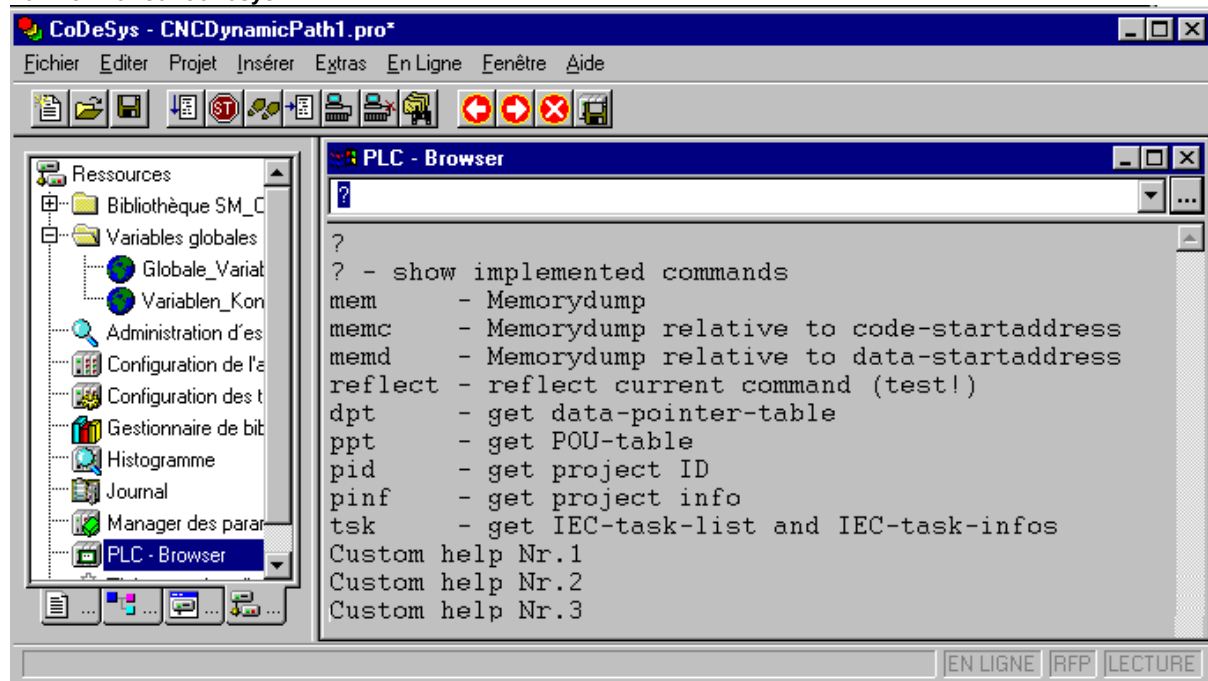 CoDeSys - CNCDynamicPath1.pro*
Fichier Editer Projet Insérer Extras En Ligne Fenêtre Aide
Ressources
Bibliothèque SM_C
Variables globales
Globale_Variab
Variablen_Kon
Administration d´es
Configuration de l'a
Configuration des t
Gestionnaire de bib
Histogramme
Journal
Manager des param
PLC - Browser
... ... ... ...
PLC - Browser
?
...
?
? - show implemented commands
mem - Memorydump
memc - Memorydump relative to code-startaddress
memd - Memorydump relative to data-startaddress
reflect - reflect current command (test!)
dpt - get data-pointer-table
ppt - get POU-table
pid - get project ID
pinf - get project info
tsk - get IEC-task-list and IEC-task-infos
Custom help Nr.1
Custom help Nr.2
Custom help Nr.3
EN LIGNE RFP LECTURE